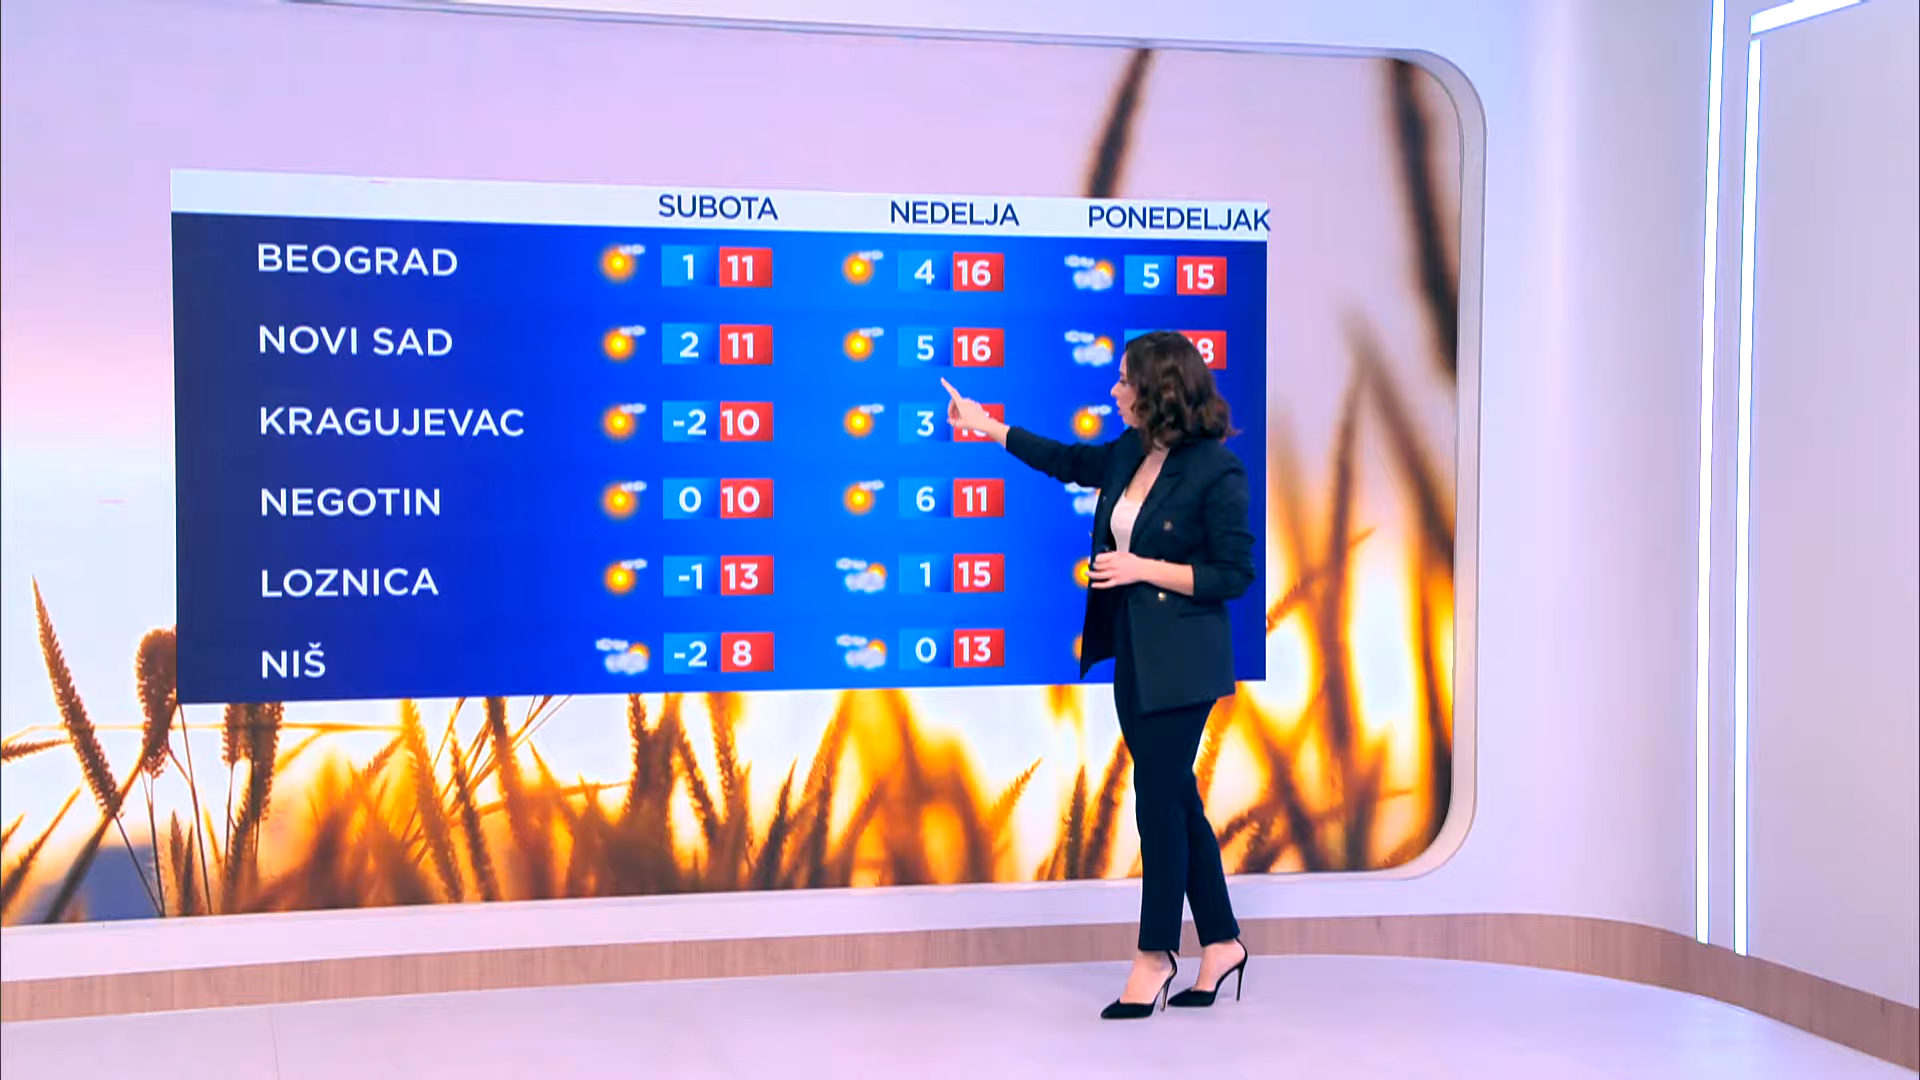 SUBOTA NEDELJA PONEDELJAK
BEOGRAD 1 11 4 16 5 15
NOVI SAD 2 11 5 16
KRAGUJEVAC -2 10 3
NEGOTIN 0 10 6 11
LOZNICA -1 13 1 15
NIŠ -2 8 0 13